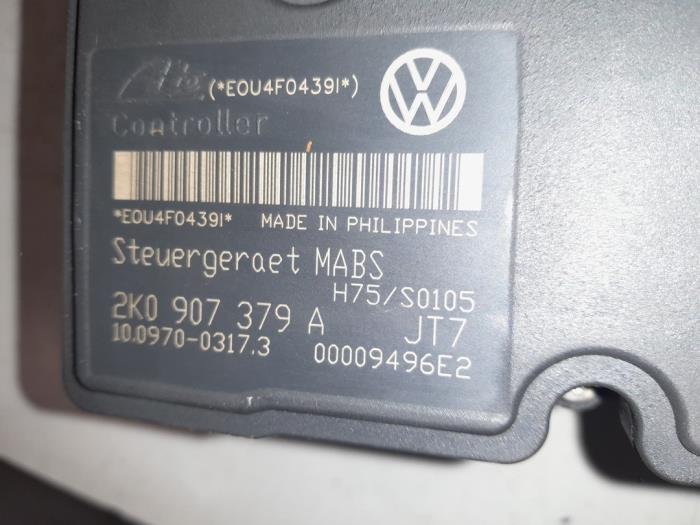 Ate (*E0U4F0439I*)
Controller
*E0U4F0439I* MADE IN PHILIPPINES
Steuergeraet MABS
H75/S0105
2K0 907 379 A JT7
10.0970-0317.3 00009496E2